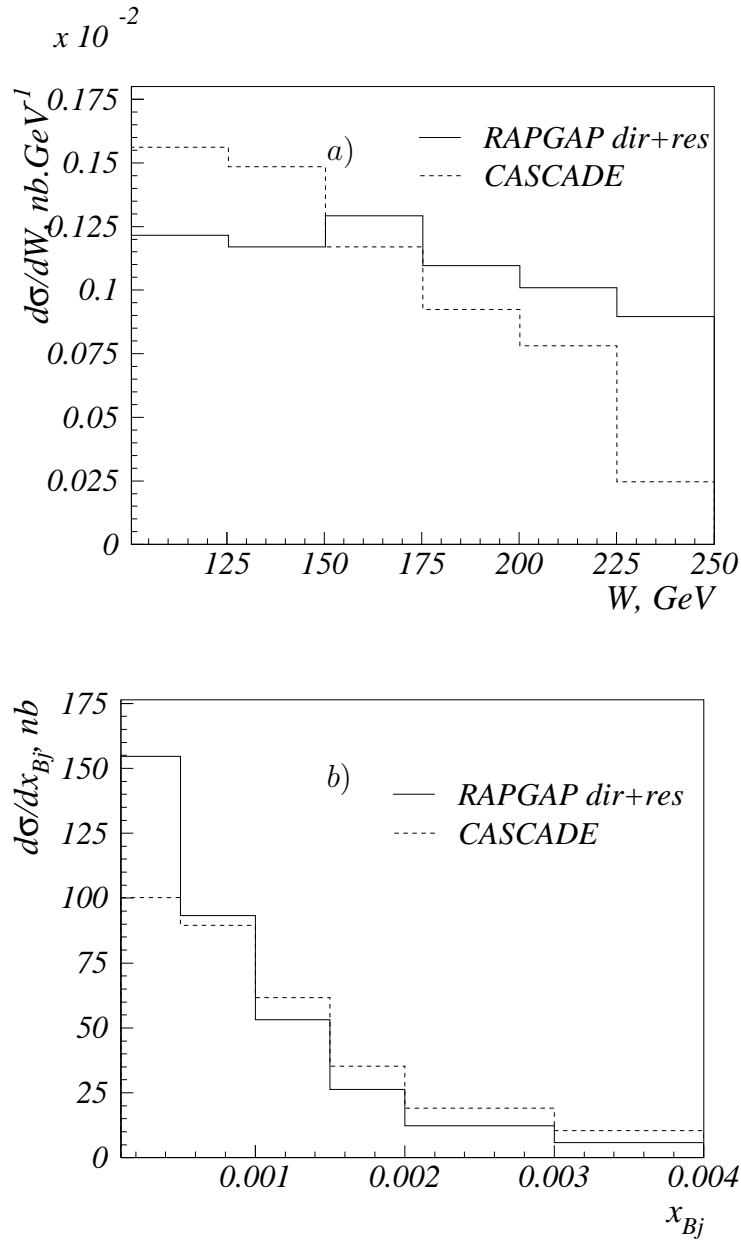 x 10 -2
dσ/dW, nb.GeV-1
0.175
0.15
0.125
0.1
0.075
0.05
0.025
0
a)
RAPGAP dir+res
CASCADE
125 150 175 200 225 250
W, GeV
dσ/dxBj, nb
175
150
125
100
75
50
25
0
b)
RAPGAP dir+res
CASCADE
0.001 0.002 0.003 0.004
xBj